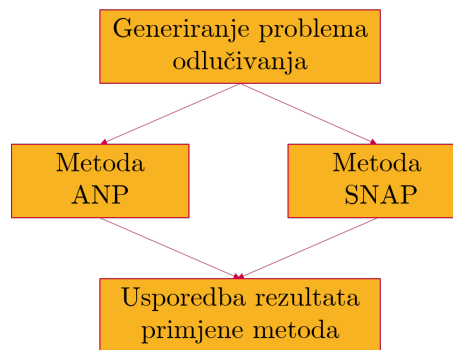 Generiranje problema
odlučivanja
Metoda
ANP
Metoda
SNAP
Usporedba rezultata
primjene metoda